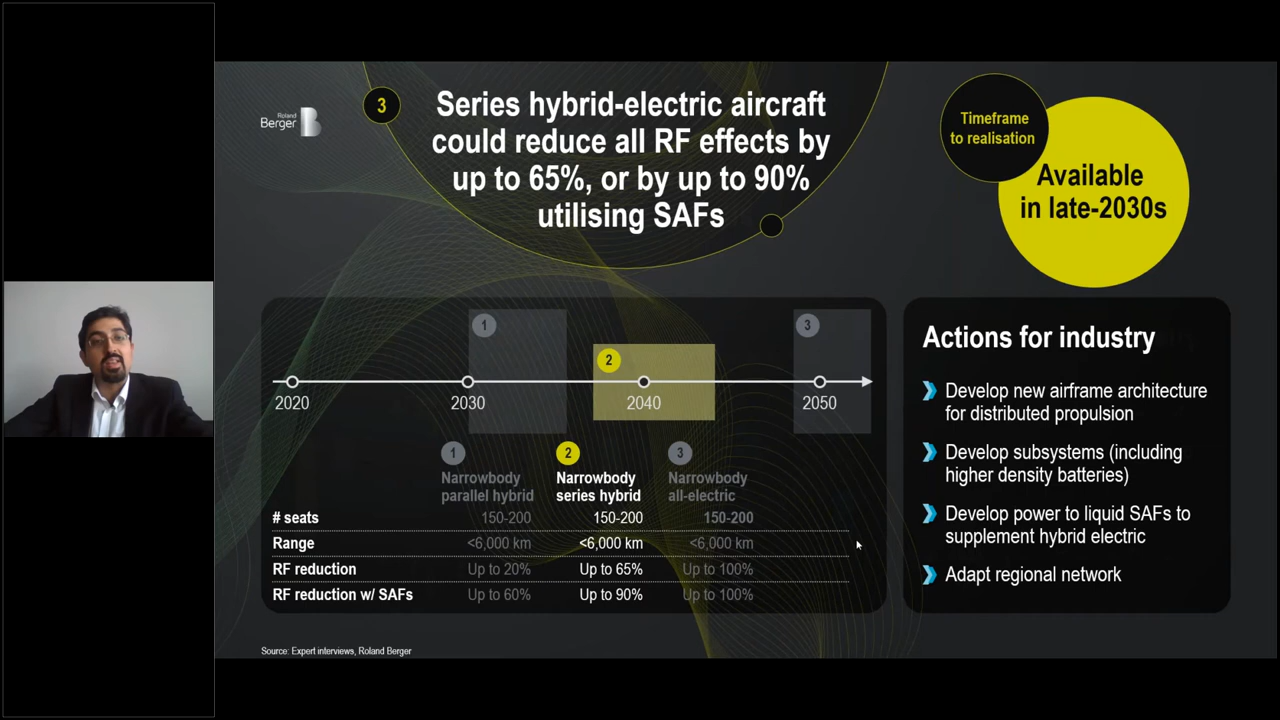 Roland
Berger
3
Series hybrid-electric aircraft
could reduce all RF effects by
up to 65%, or by up to 90%
utilising SAFs
Timeframe
to realisation
Available
in late-2030s
1
2
3
2020
2030
2040
2050
1
2
3
Narrowbody
parallel hybrid
Narrowbody
series hybrid
Narrowbody
all-electric
# seats 150-200 150-200 150-200
Range <6,000 km <6,000 km <6,000 km
RF reduction Up to 20% Up to 65% Up to 100%
RF reduction w/ SAFs Up to 60% Up to 90% Up to 100%
Actions for industry
Develop new airframe architecture
for distributed propulsion
Develop subsystems (including
higher density batteries)
Develop power to liquid SAFs to
supplement hybrid electric
Adapt regional network
Source: Expert interviews, Roland Berger